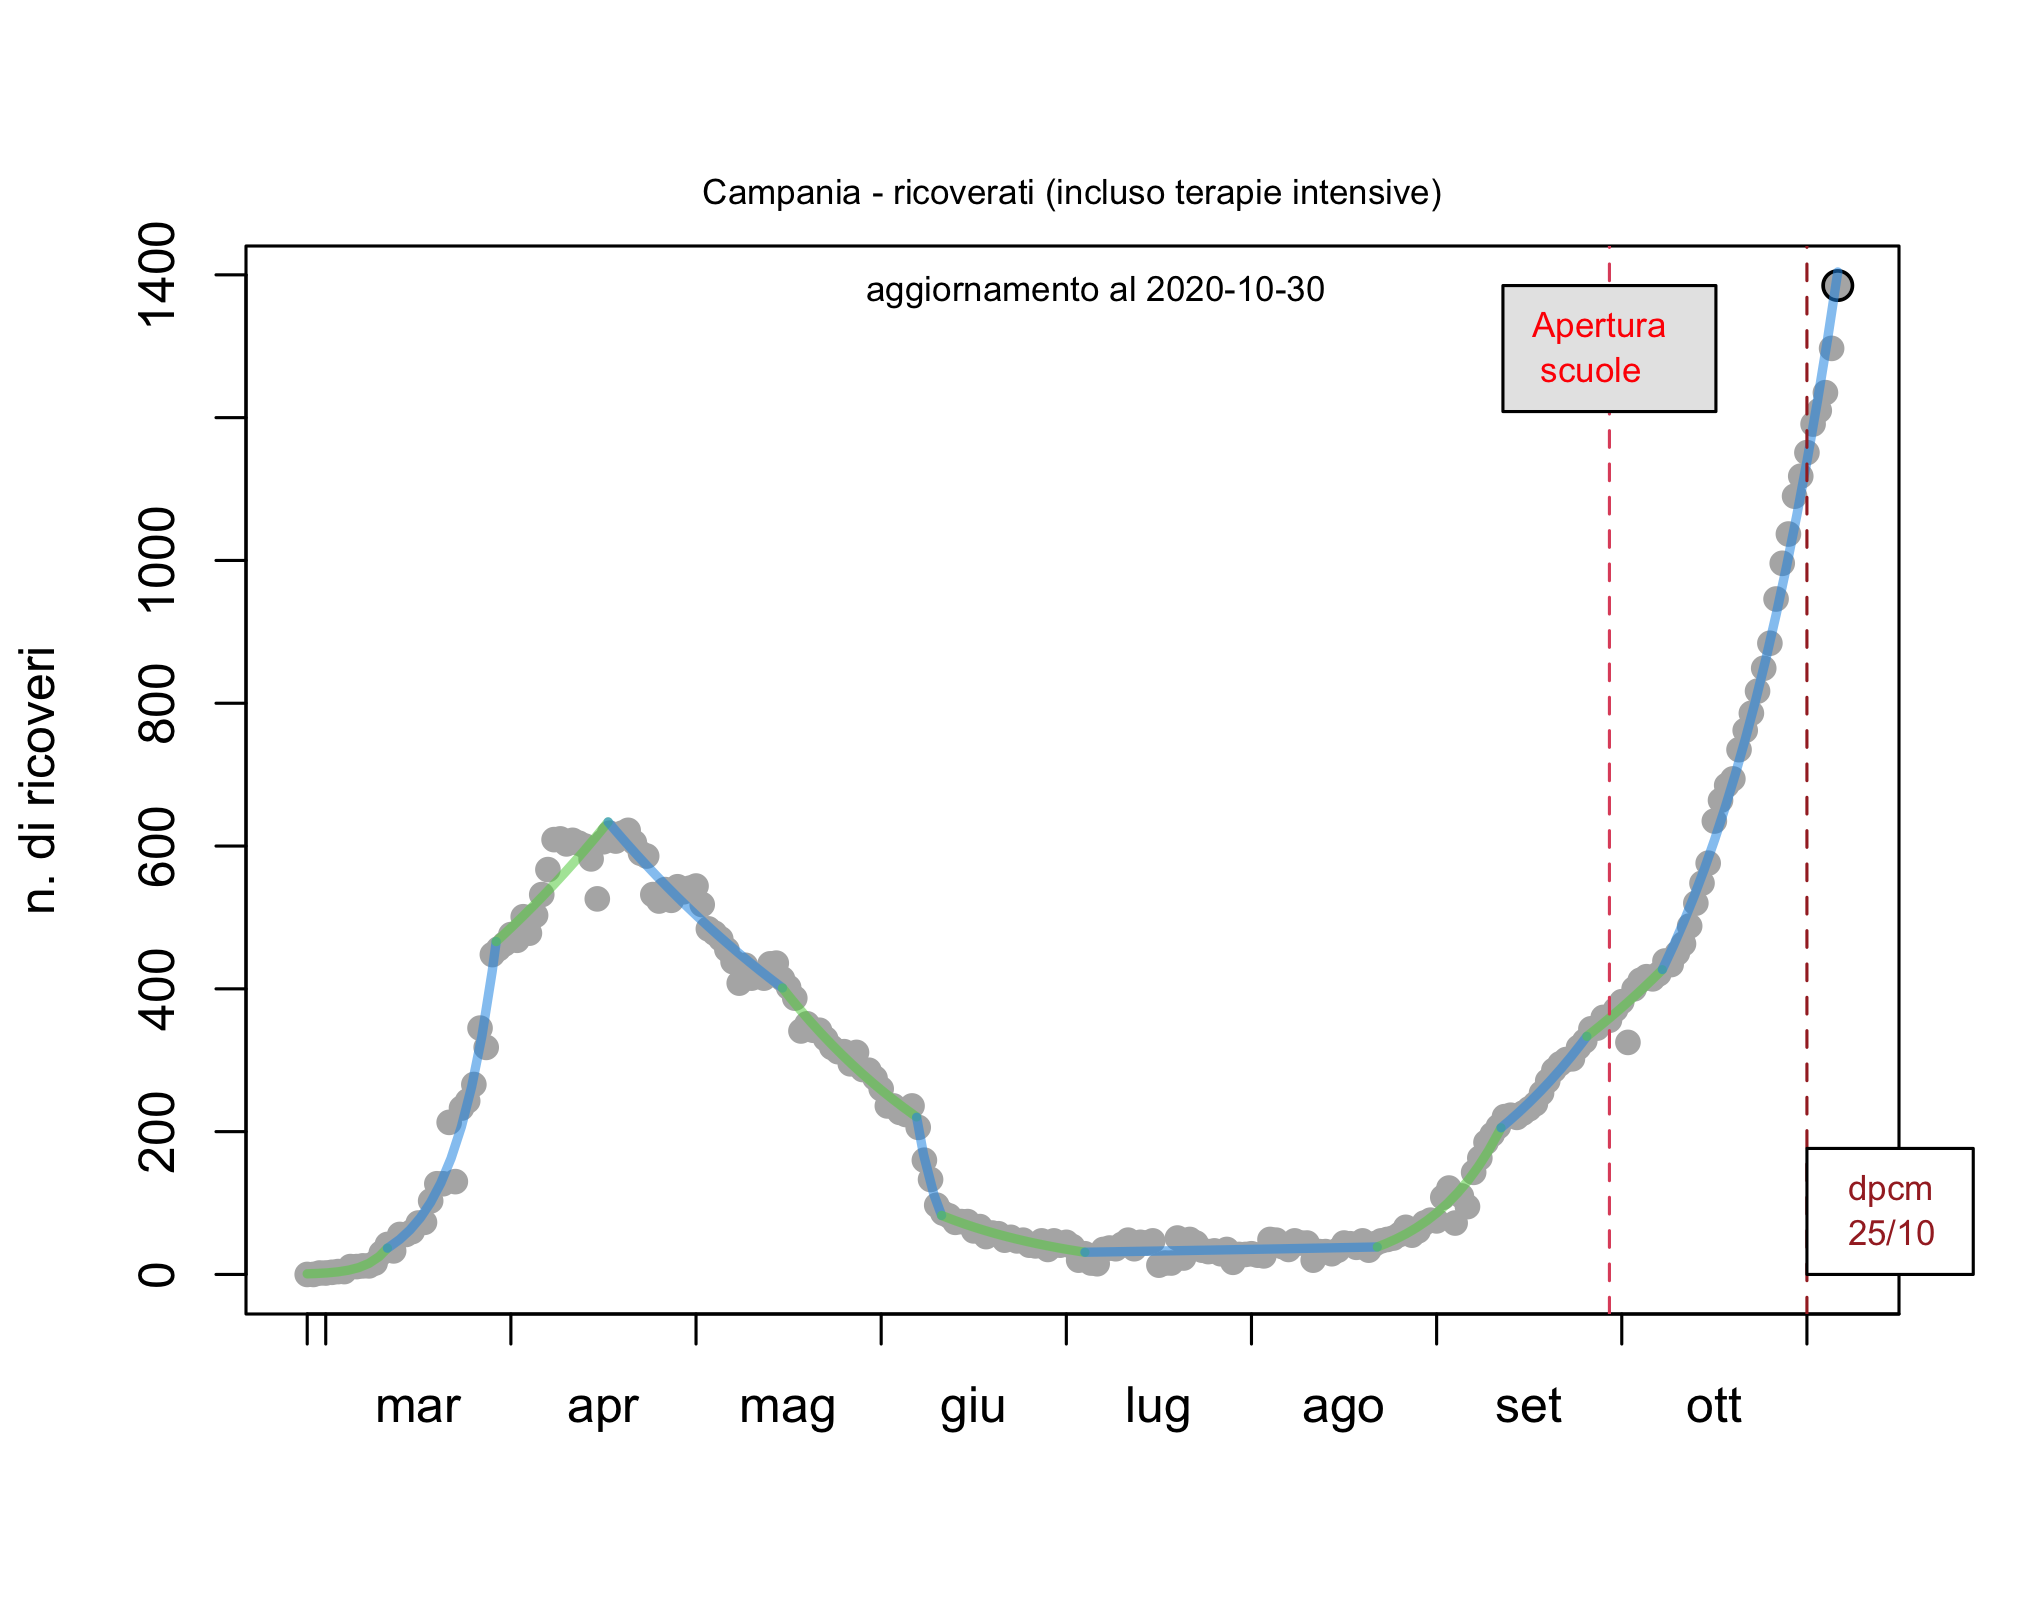 Campania - ricoverati (incluso terapie intensive)
aggiornamento al 2020-10-30
Apertura
scuole
n. di ricoveri
1400
1000
800
600
400
200
0
dpcm
25/10
mar apr mag giu lug ago set ott